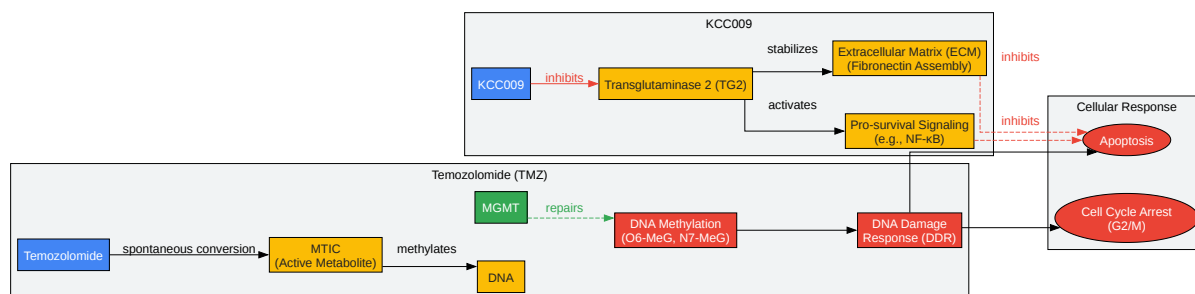 KCC009
stabilizes
Extracellular Matrix (ECM)
(Fibronectin Assembly)
inhibits
KCC009
inhibits
Transglutaminase 2 (TG2)
activates
Pro-survival Signaling
(e.g., NF-κB)
inhibits
Cellular Response
Apoptosis
Cell Cycle Arrest
(G2/M)
Temozolomide (TMZ)
MGMT
repairs
DNA Methylation
(O6-MeG, N7-MeG)
DNA Damage
Response (DDR)
Temozolomide
spontaneous conversion
MTIC
(Active Metabolite)
methylates
DNA